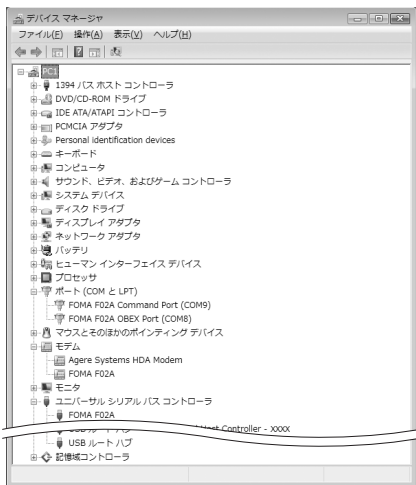 デバイス マネージャ
ファイル(F) 操作(A) 表示(V) ヘルプ(H)
PC1
1394 バス ホスト コントローラ
DVD/CD-ROM ドライブ
IDE ATA/ATAPI コントローラ
PCMCIA アダプタ
Personal identification devices
キーボード
コンピュータ
サウンド、ビデオ、およびゲーム コントローラ
システム デバイス
ディスク ドライブ
ディスプレイ アダプタ
ネットワーク アダプタ
バッテリ
ヒューマン インターフェイス デバイス
プロセッサ
ポート (COM と LPT)
FOMA F02A Command Port (COM9)
FOMA F02A OBEX Port (COM8)
マウスとそのほかのポインティング デバイス
モデム
Agere Systems HDA Modem
FOMA F02A
モニタ
ユニバーサル シリアル バス コントローラ
FOMA F02A
Host Controller - XXXX
USB ルート ハブ
記憶域コントローラ